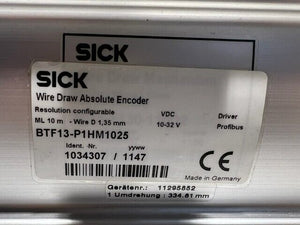 SICK
SICK
Wire Draw Absolute Encoder
Resolution configurable VDC Driver
ML 10 m - Wire D 1,35 mm 10-32 V Profibus
BTF13-P1HM1025
Ident. Nr. yyww
1034307 / 1147
CE
Made in Germany
Gerätenr.: 11295852
1 Umdrehung : 334.81 mm